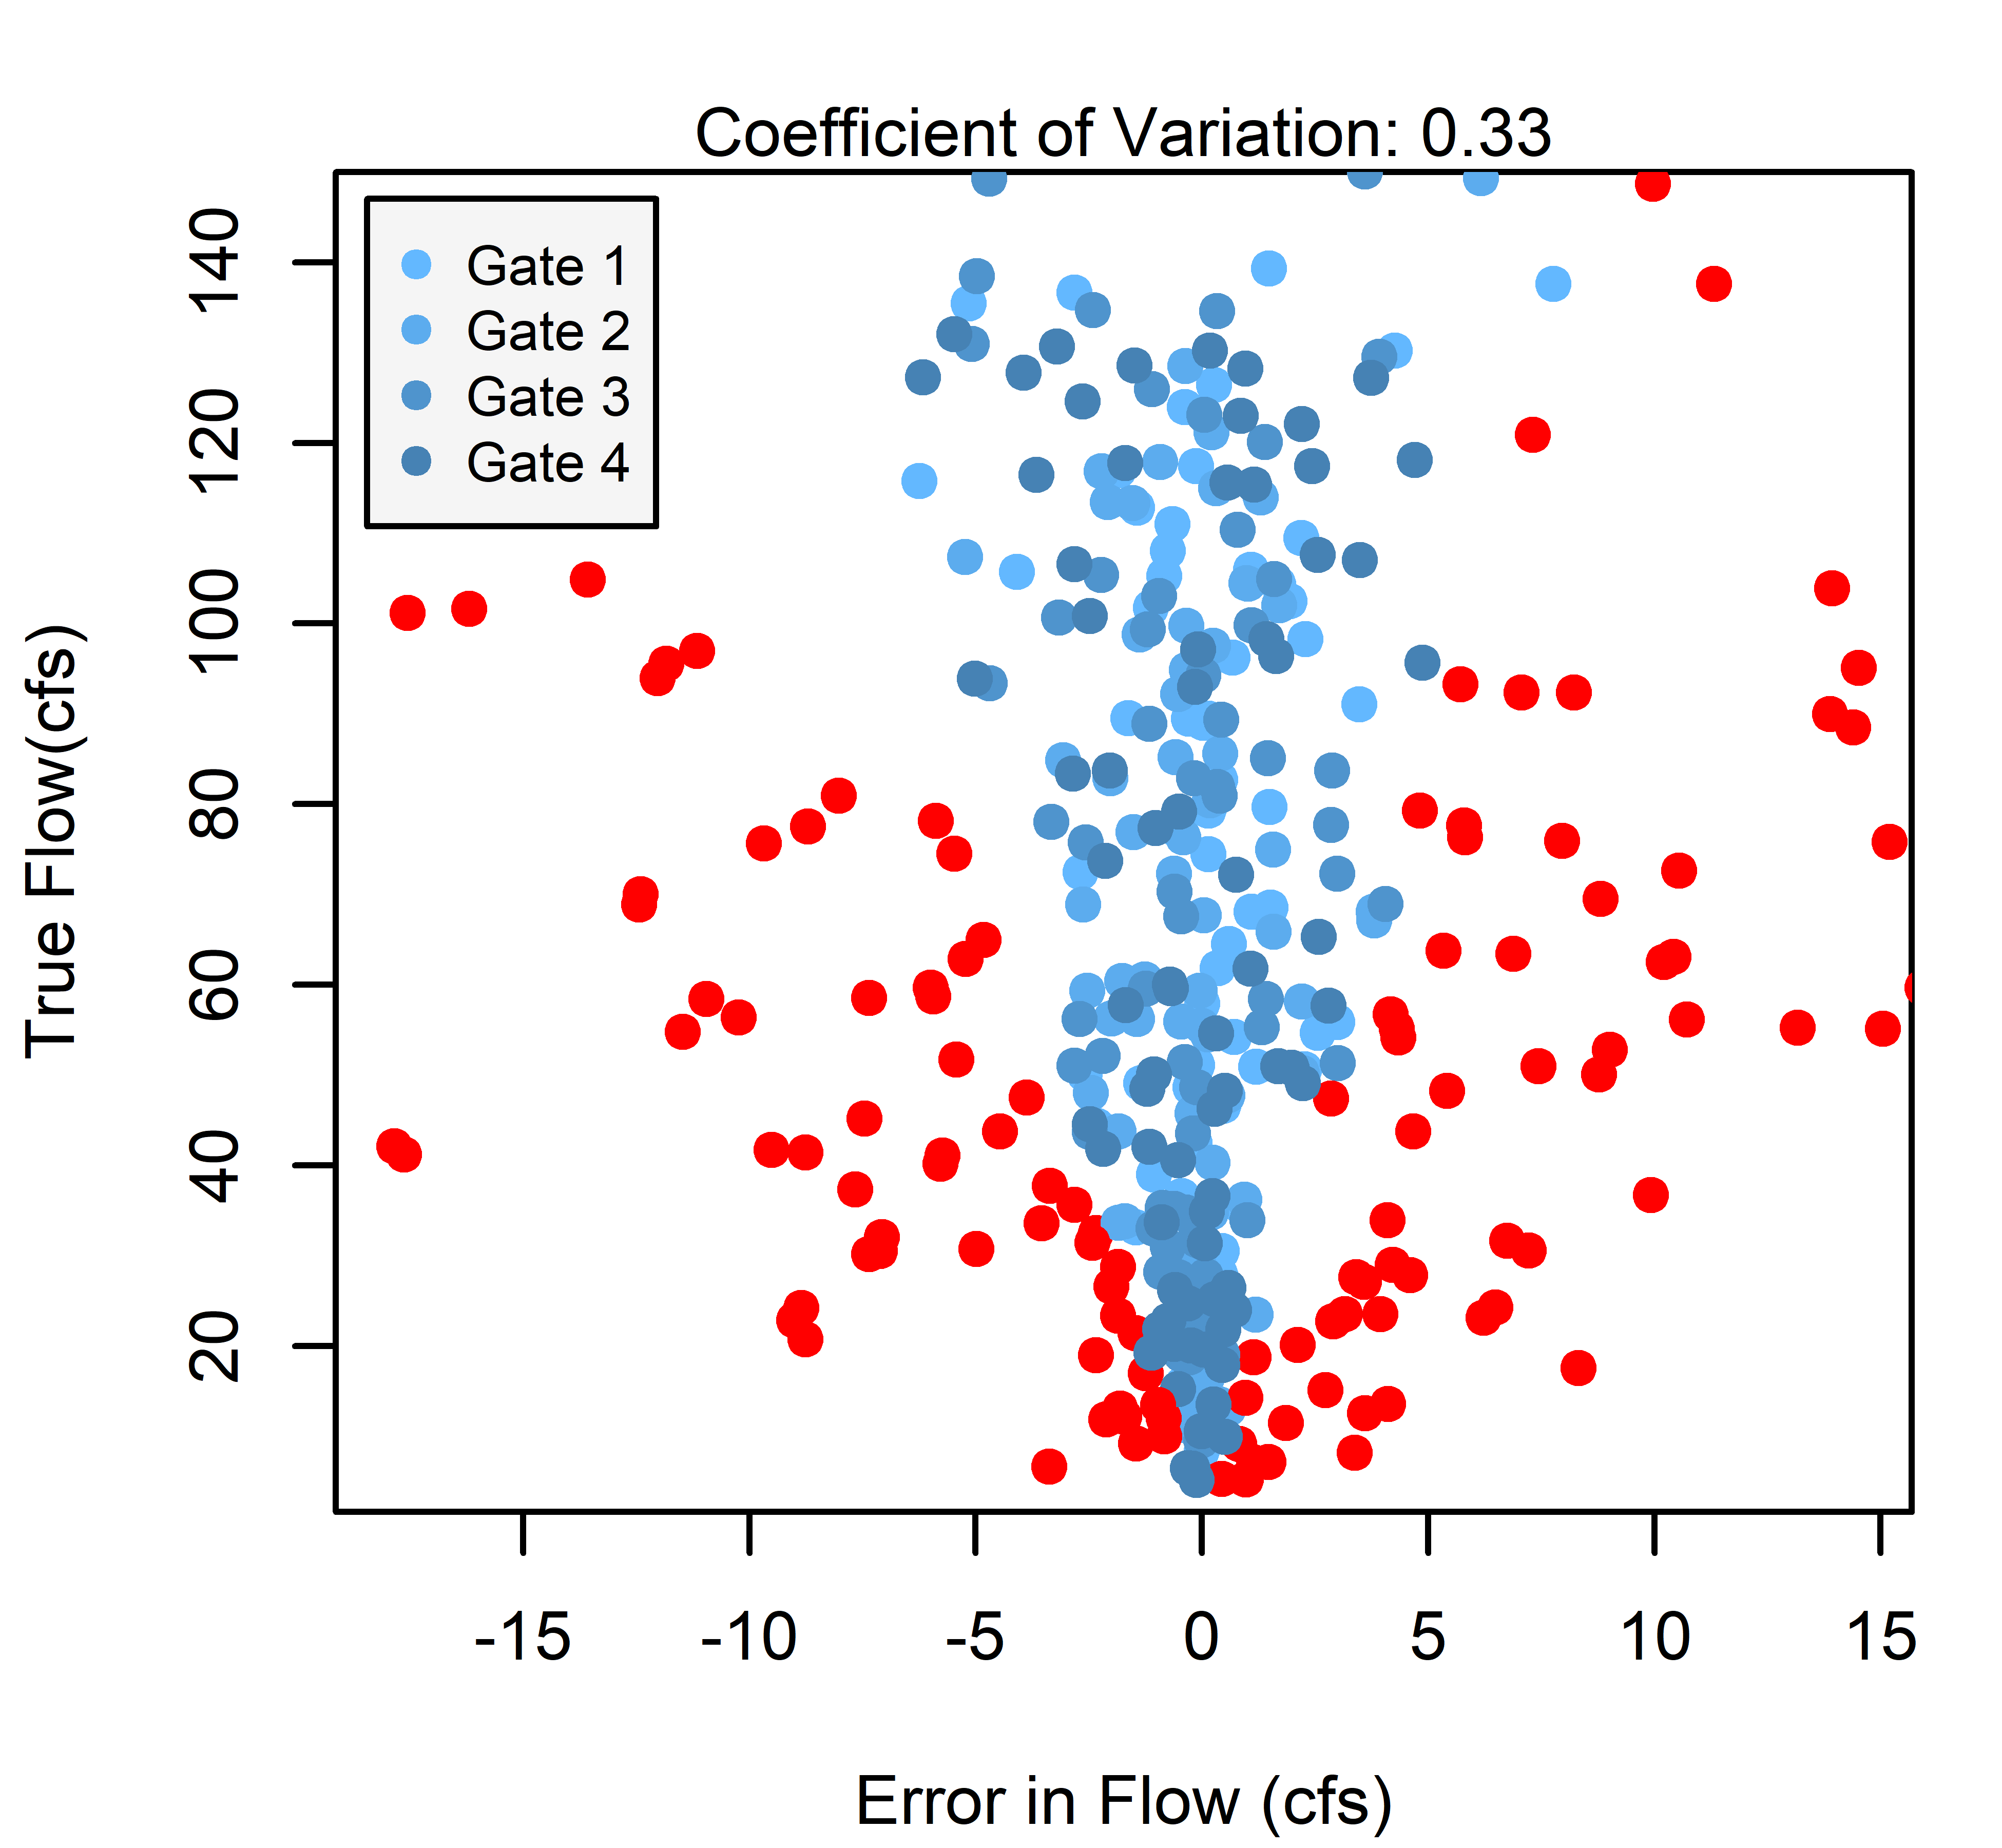 Coefficient of Variation: 0.33
Gate 1
Gate 2
Gate 3
Gate 4
True Flow(cfs)
140
120
100
80
60
40
20
-15 -10 -5 0 5 10 15
Error in Flow (cfs)